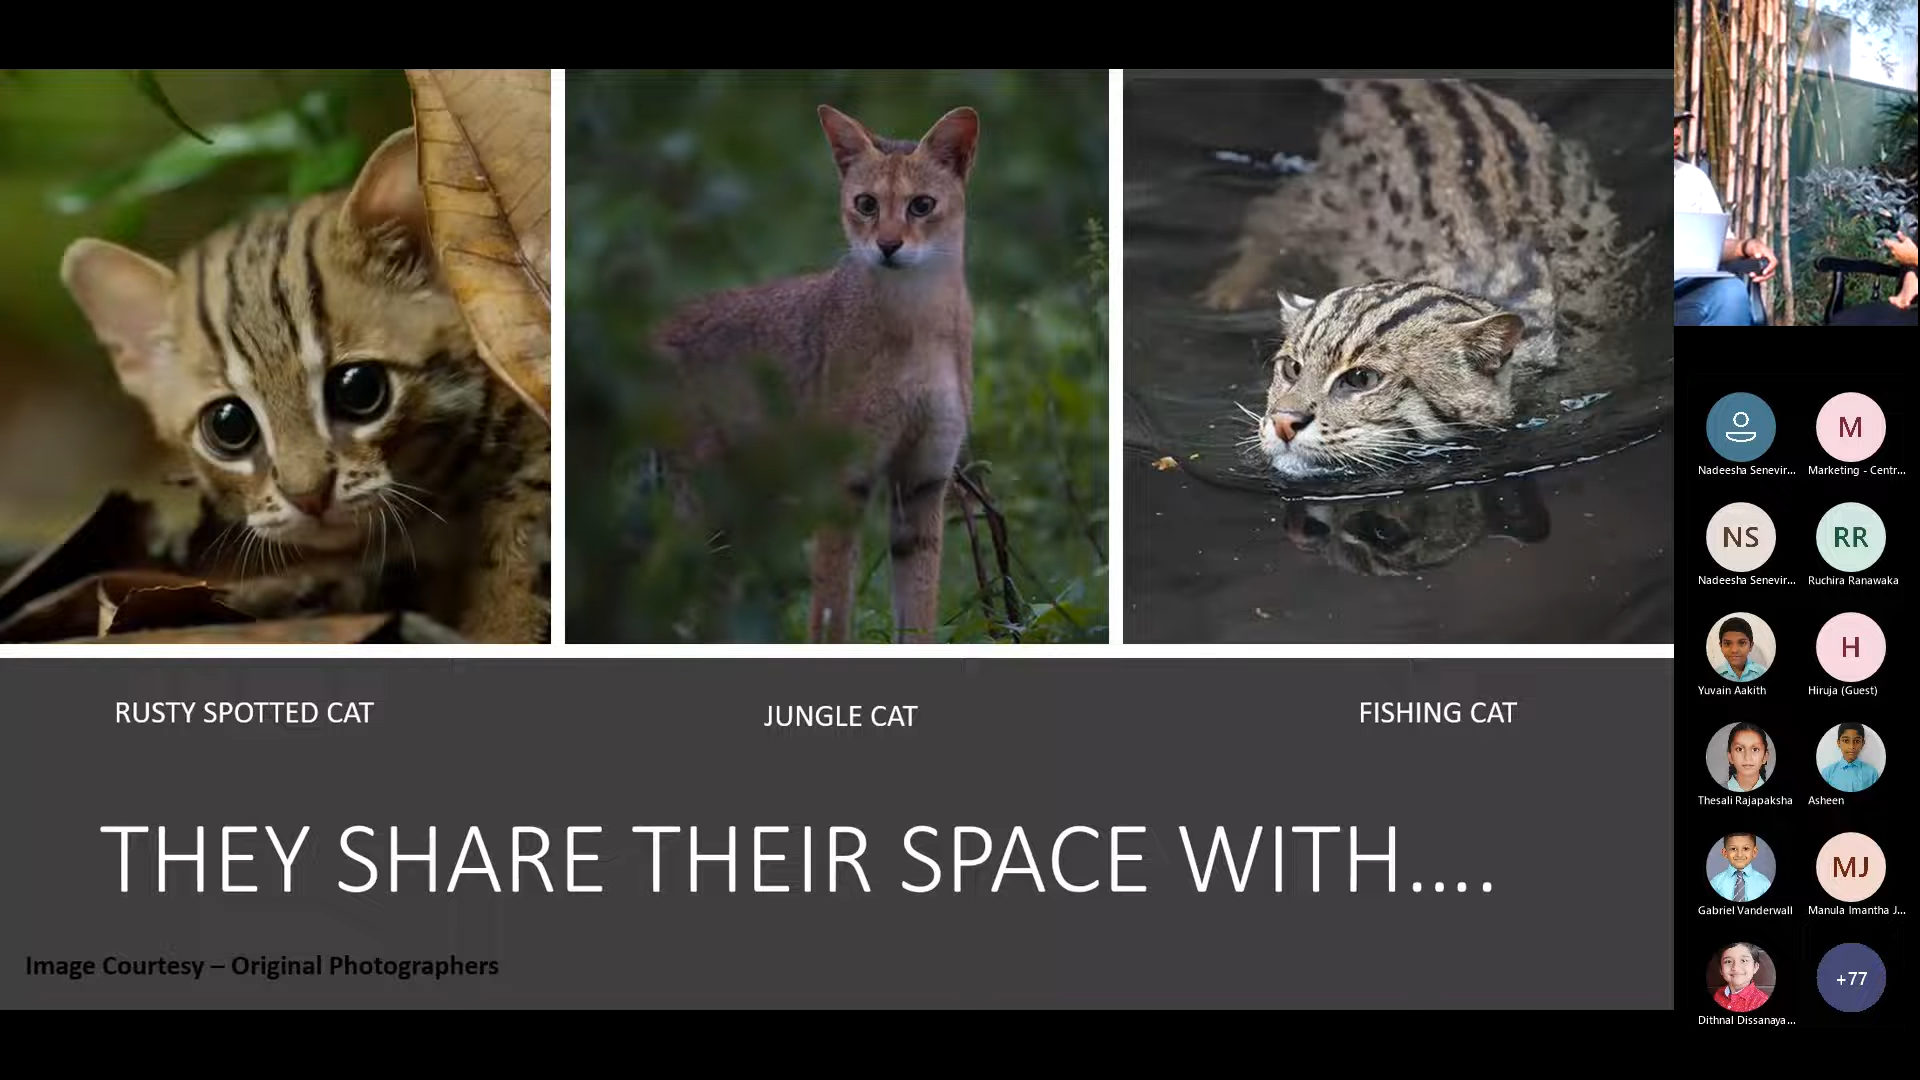 RUSTY SPOTTED CAT
JUNGLE CAT
FISHING CAT
THEY SHARE THEIR SPACE WITH....
Image Courtesy – Original Photographers
Nadeesha Senevir...
M
Marketing - Centr...
NS
Nadeesha Senevir...
RR
Ruchira Ranawaka
Yuvain Aakith
H
Hiruja (Guest)
Thesali Rajapaksha
Asheen
Gabriel Vanderwall
MJ
Manula Imantha J...
Dithnal Dissanaya...
+77